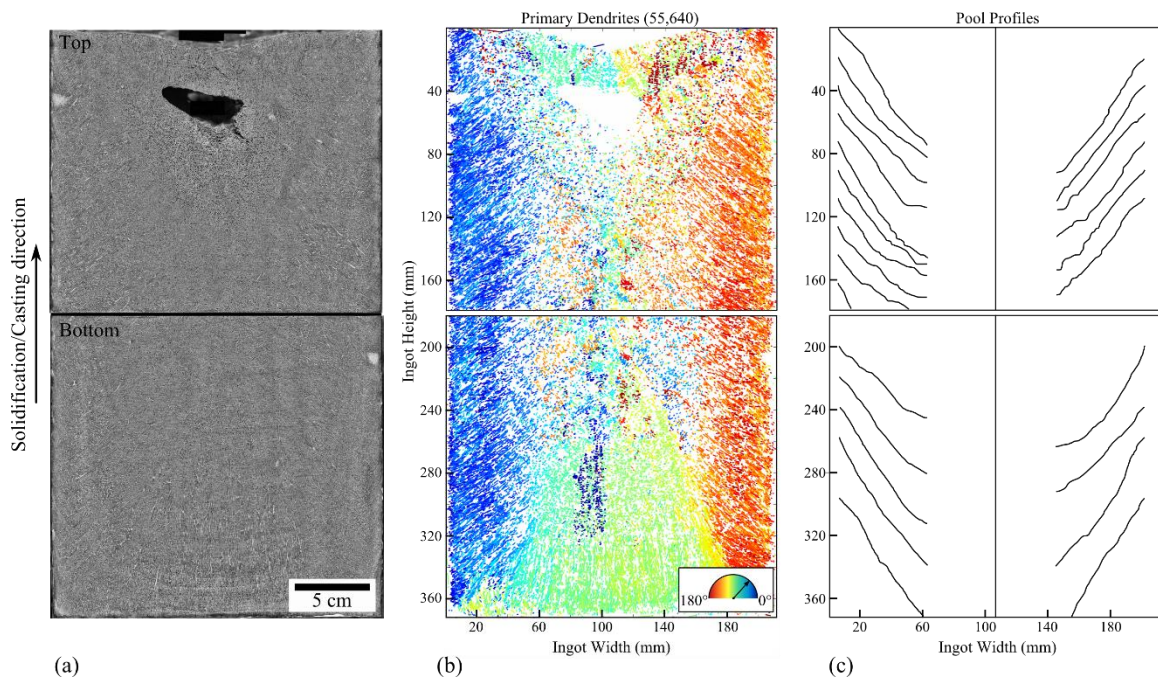 Primary Dendrites (55,640)
Pool Profiles
Top
Bottom
5 cm
Solidification/Casting direction
Ingot Height (mm)
40
80
120
160
200
240
280
320
360
180°
0°
20
60
100
140
180
Ingot Width (mm)
40
80
120
160
200
240
280
320
360
20
60
100
140
180
Ingot Width (mm)
(a)
(b)
(c)